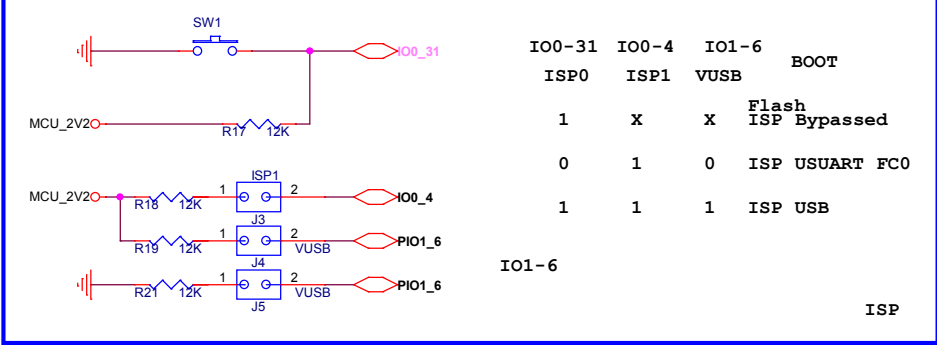 SW1
IO0_31
MCU_2V2
R17 12K
ISP1
MCU_2V2
R18 12K
1 2
IO0_4
J3
R19 12K
1 2
VUSB
PIO1_6
J4
R21 12K
1 2
VUSB
PIO1_6
J5
IO0-31 IO0-4 IO1-6
BOOT
ISP0 ISP1 VUSB
Flash
1 X X ISP Bypassed
0 1 0 ISP USUART FC0
1 1 1 ISP USB
IO1-6
ISP